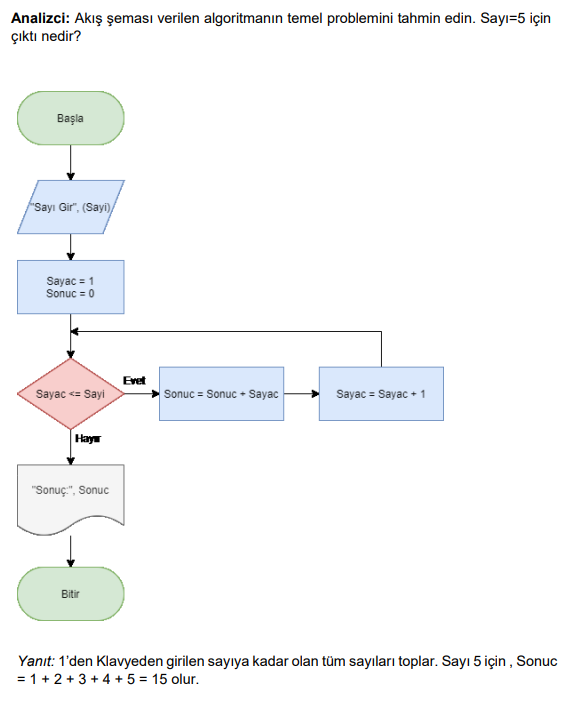 Analizci: Akış şeması verilen algoritmanın temel problemini tahmin edin. Sayı=5 için
çıktı nedir?
Başla
"Sayı Gir", (Sayi)
Sayac = 1
Sonuc = 0
Evet
Sayac <= Sayi
Sonuc = Sonuc + Sayac
Sayac = Sayac + 1
Hayır
"Sonuç:", Sonuc
Bitir
Yanıt: 1'den Klavyeden girilen sayıya kadar olan tüm sayıları toplar. Sayı 5 için , Sonuc
= 1 + 2 + 3 + 4 + 5 = 15 olur.